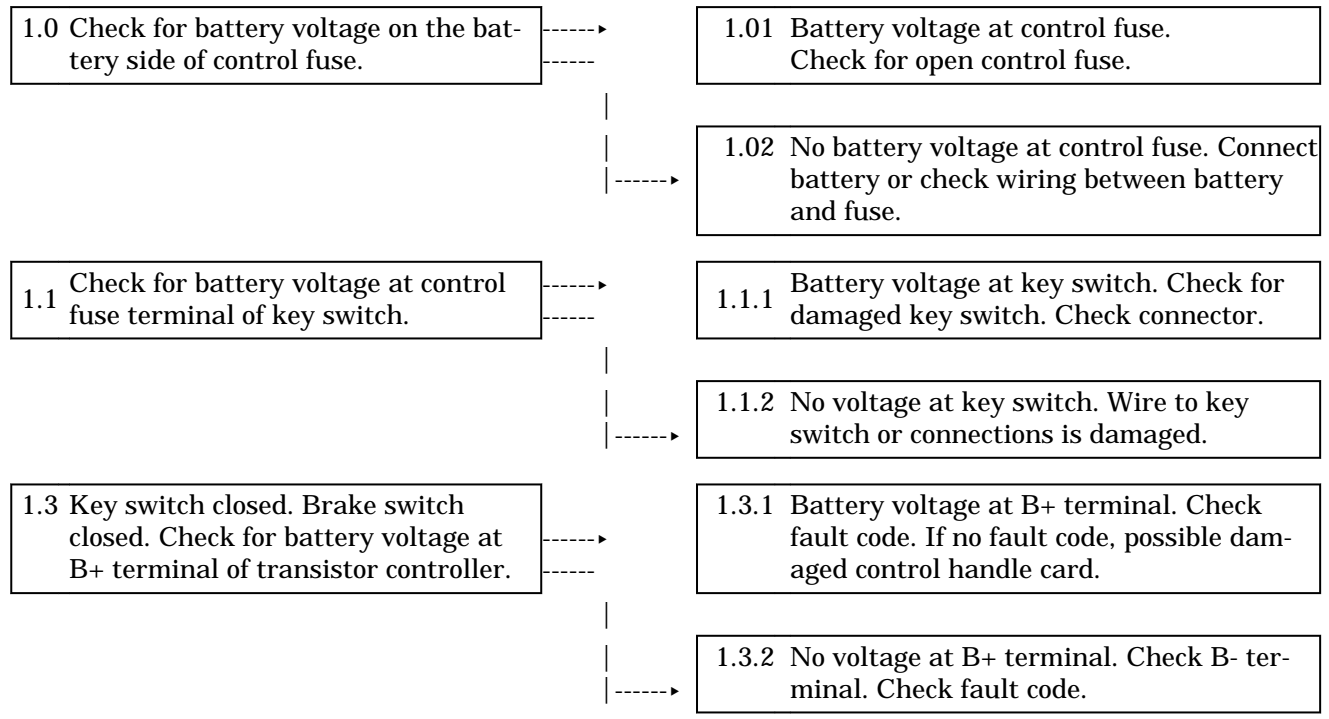 1.0 Check for battery voltage on the bat-
tery side of control fuse.
1.01 Battery voltage at control fuse.
Check for open control fuse.
1.02 No battery voltage at control fuse. Connect
battery or check wiring between battery
and fuse.
1.1 Check for battery voltage at control
fuse terminal of key switch.
1.1.1 Battery voltage at key switch. Check for
damaged key switch. Check connector.
1.1.2 No voltage at key switch. Wire to key
switch or connections is damaged.
1.3 Key switch closed. Brake switch
closed. Check for battery voltage at
B+ terminal of transistor controller.
1.3.1 Battery voltage at B+ terminal. Check
fault code. If no fault code, possible dam-
aged control handle card.
1.3.2 No voltage at B+ terminal. Check B- ter-
minal. Check fault code.